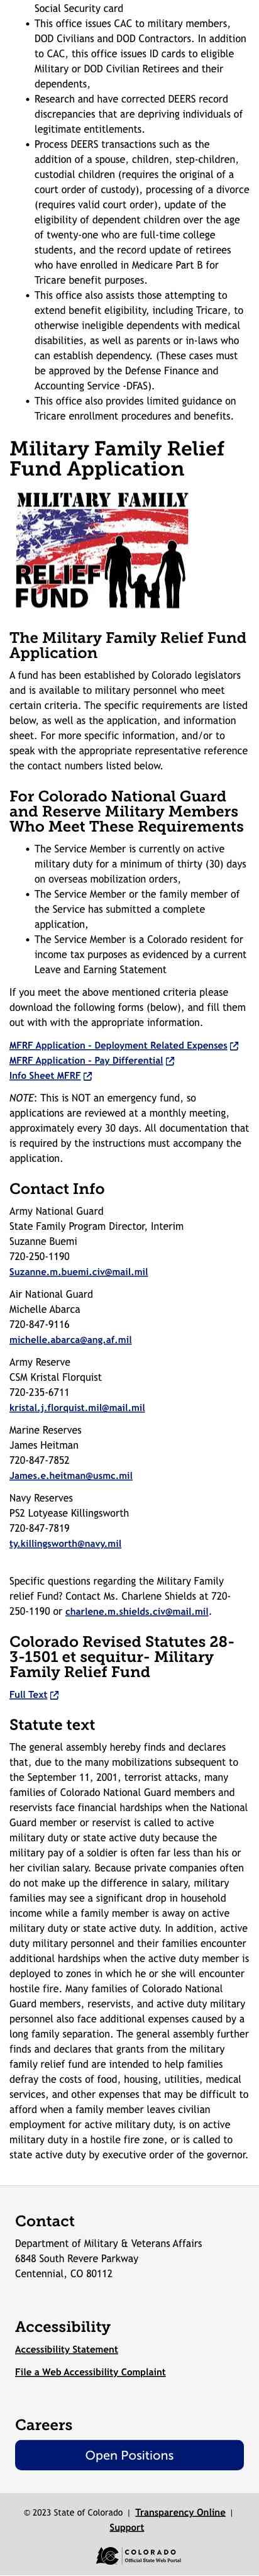 Social Security card
• This office issues CAC to military members,
DOD Civilians and DOD Contractors. In addition
to CAC, this office issues ID cards to eligible
Military or DOD Civilian Retirees and their
dependents,
• Research and have corrected DEERS record
discrepancies that are depriving individuals of
legitimate entitlements.
• Process DEERS transactions such as the
addition of a spouse, children, step-children,
custodial children (requires the original of a
court order of custody), processing of a divorce
(requires valid court order), update of the
eligibility of dependent children over the age
of twenty-one who are full-time college
students, and the record update of retirees
who have enrolled in Medicare Part B for
Tricare benefit purposes.
• This office also assists those attempting to
extend benefit eligibility, including Tricare, to
otherwise ineligible dependents with medical
disabilities, as well as parents or in-laws who
can establish dependency. (These cases must
be approved by the Defense Finance and
Accounting Service -DFAS).
• This office also provides limited guidance on
Tricare enrollment procedures and benefits.
Military Family Relief
Fund Application
MILITARY FAMILY
RELIEF
FUND
The Military Family Relief Fund
Application
A fund has been established by Colorado legislators
and is available to military personnel who meet
certain criteria. The specific requirements are listed
below, as well as the application, and information
sheet. For more specific information, and/or to
speak with the appropriate representative reference
the contact numbers listed below.
For Colorado National Guard
and Reserve Military Members
Who Meet These Requirements
• The Service Member is currently on active
military duty for a minimum of thirty (30) days
on overseas mobilization orders,
• The Service Member or the family member of
the Service has submitted a complete
application,
• The Service Member is a Colorado resident for
income tax purposes as evidenced by a current
Leave and Earning Statement
If you meet the above mentioned criteria please
download the following forms (below), and fill them
out with with the appropriate information.
MFRF Application - Deployment Related Expenses
MFRF Application - Pay Differential
Info Sheet MFRF
NOTE: This is NOT an emergency fund, so
applications are reviewed at a monthly meeting,
approximately every 30 days. All documentation that
is required by the instructions must accompany the
application.
Contact Info
Army National Guard
State Family Program Director, Interim
Suzanne Buemi
720-250-1190
Suzanne.m.buemi.civ@mail.mil
Air National Guard
Michelle Abarca
720-847-9116
michelle.abarca@ang.af.mil
Army Reserve
CSM Kristal Florquist
720-235-6711
kristal.j.florquist.mil@mail.mil
Marine Reserves
James Heitman
720-847-7852
James.e.heitman@usmc.mil
Navy Reserves
PS2 Lotyease Killingsworth
720-847-7819
ty.killingsworth@navy.mil
Specific questions regarding the Military Family
relief Fund? Contact Ms. Charlene Shields at 720-
250-1190 or charlene.m.shields.civ@mail.mil.
Colorado Revised Statutes 28-
3-1501 et sequitur- Military
Family Relief Fund
Full Text
Statute text
The general assembly hereby finds and declares
that, due to the many mobilizations subsequent to
the September 11, 2001, terrorist attacks, many
families of Colorado National Guard members and
reservists face financial hardships when the National
Guard member or reservist is called to active
military duty or state active duty because the
military pay of a soldier is often far less than his or
her civilian salary. Because private companies often
do not make up the difference in salary, military
families may see a significant drop in household
income while a family member is away on active
military duty or state active duty. In addition, active
duty military personnel and their families encounter
additional hardships when the active duty member is
deployed to zones in which he or she will encounter
hostile fire. Many families of Colorado National
Guard members, reservists, and active duty military
personnel also face additional expenses caused by a
long family separation. The general assembly further
finds and declares that grants from the military
family relief fund are intended to help families
defray the costs of food, housing, utilities, medical
services, and other expenses that may be difficult to
afford when a family member leaves civilian
employment for active military duty, is on active
military duty in a hostile fire zone, or is called to
state active duty by executive order of the governor.
Contact
Department of Military & Veterans Affairs
6848 South Revere Parkway
Centennial, CO 80112
Accessibility
Accessibility Statement
File a Web Accessibility Complaint
Careers
Open Positions
© 2023 State of Colorado | Transparency Online |
Support
COLORADO
Official State Web Portal